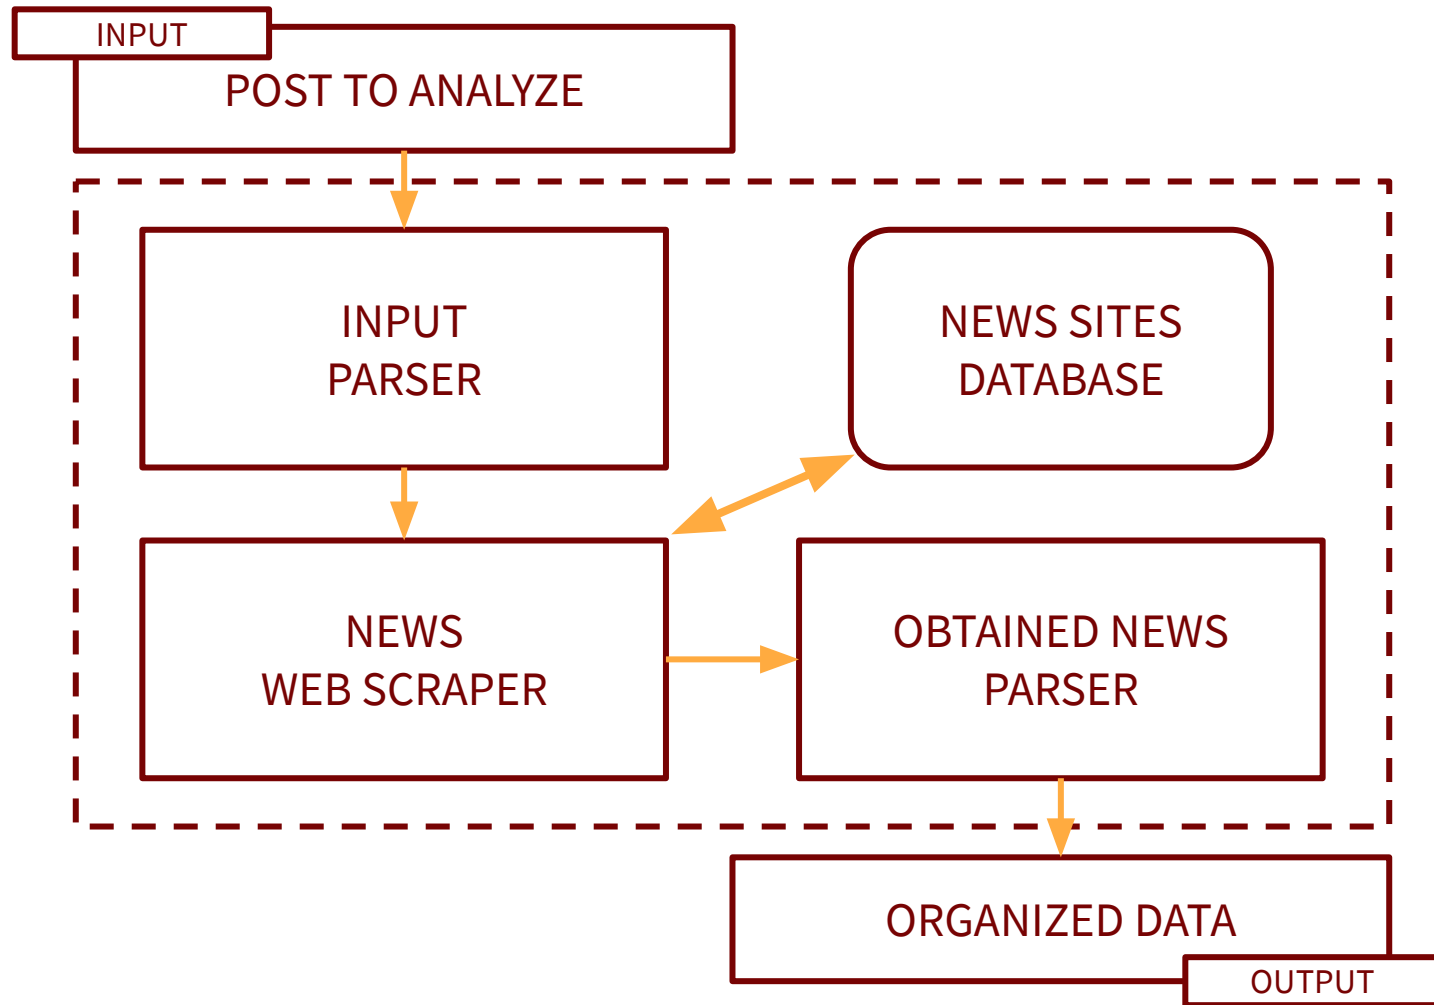 INPUT
POST TO ANALYZE
INPUT
PARSER
NEWS SITES
DATABASE
NEWS
WEB SCRAPER
OBTAINED NEWS
PARSER
ORGANIZED DATA
OUTPUT